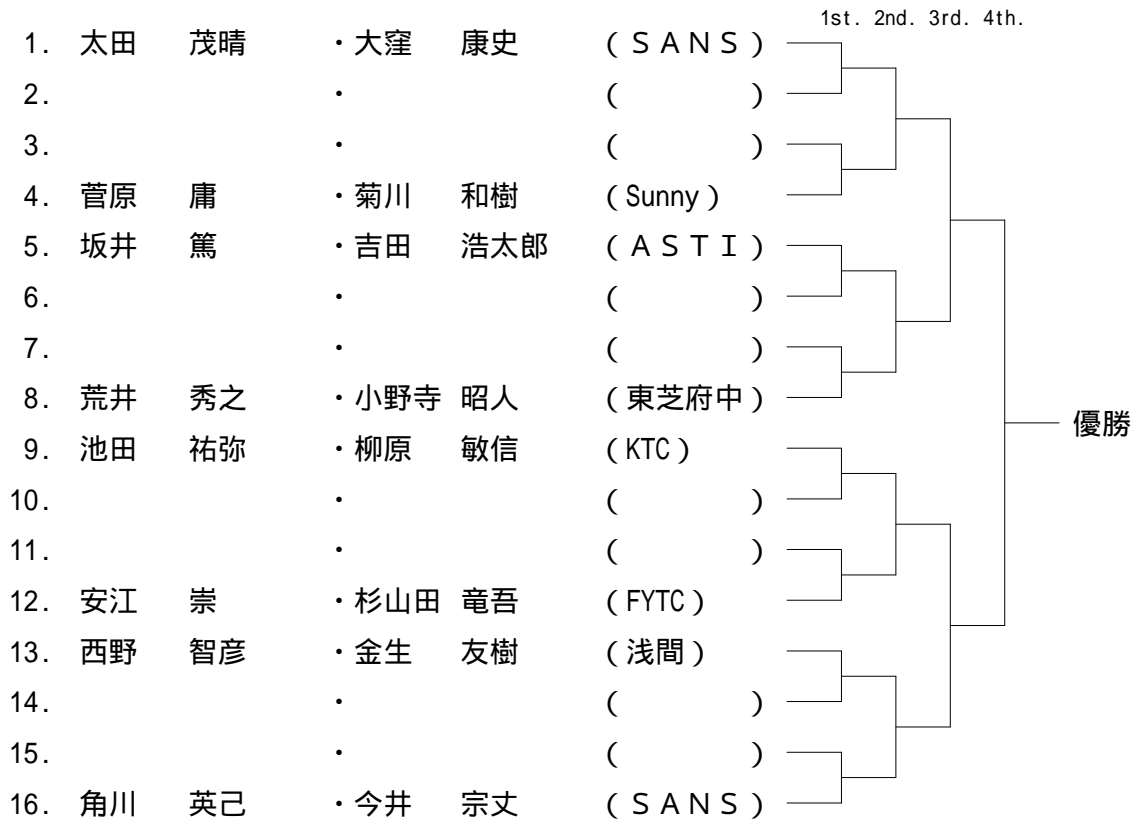 1st. 2nd. 3rd. 4th.
1. 太田 茂晴 ・大窪 康史 (ＳＡＮＳ)
2. ・ ( )
3. ・ ( )
4. 菅原 庸 ・菊川 和樹 (Sunny)
5. 坂井 篤 ・吉田 浩太郎 (ＡＳＴＩ)
6. ・ ( )
7. ・ ( )
8. 荒井 秀之 ・小野寺 昭人 (東芝府中)
優勝
9. 池田 祐弥 ・柳原 敏信 (KTC)
10. ・ ( )
11. ・ ( )
12. 安江 崇 ・杉山田 竜吾 (FYTC)
13. 西野 智彦 ・金生 友樹 (浅間)
14. ・ ( )
15. ・ ( )
16. 角川 英己 ・今井 宗丈 (ＳＡＮＳ)